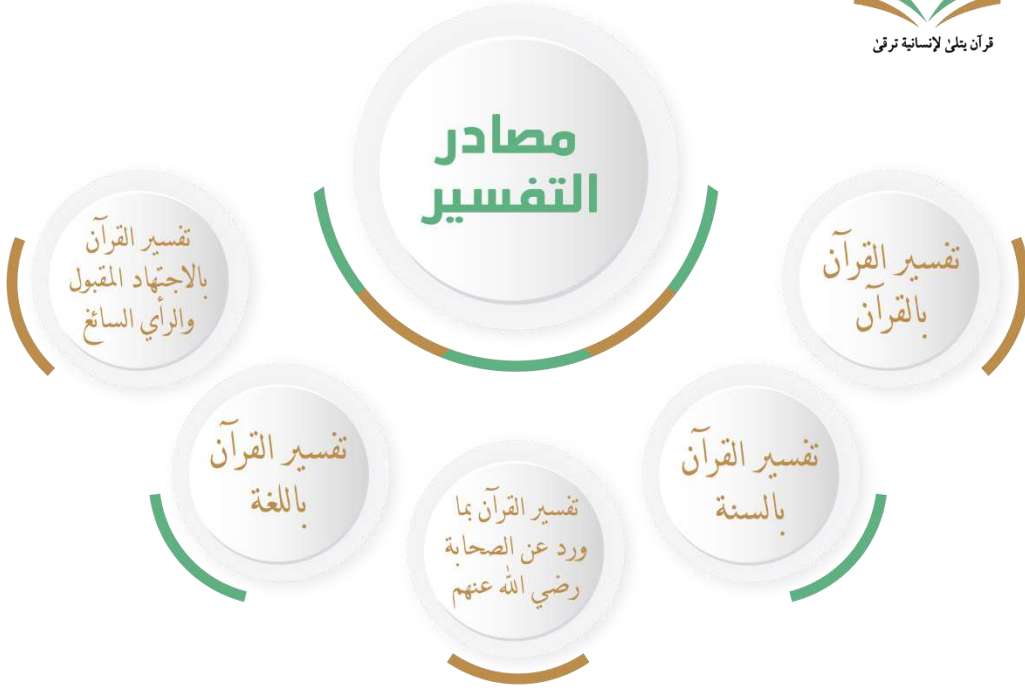 قرآن يتلىٰ لإنسانية ترقىٰ
مصادر
التفسير
تفسير القرآن
بالقرآن
تفسير القرآن
بالسنة
تفسير القرآن بما
ورد عن الصحابة
رضي الله عنهم
تفسير القرآن
باللغة
تفسير القرآن
بالاجتهاد المقبول
والرأي السائغ